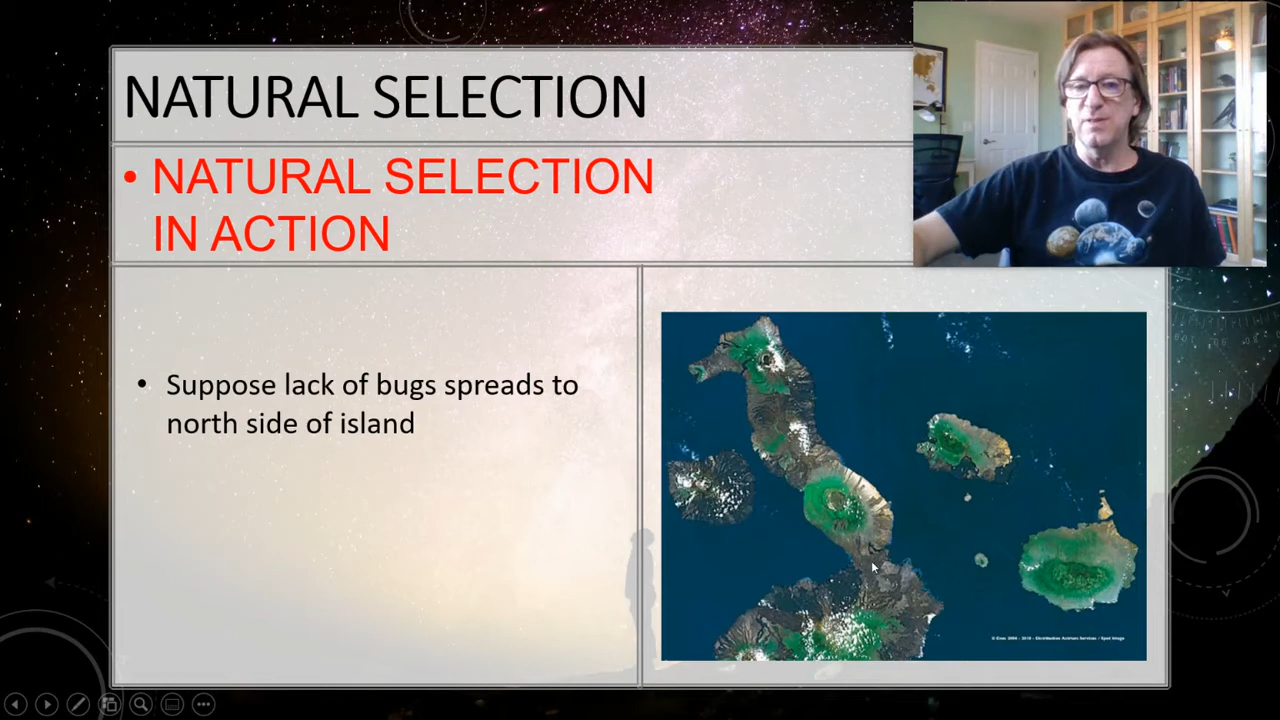 NATURAL SELECTION
• NATURAL SELECTION
IN ACTION
• Suppose lack of bugs spreads to
north side of island